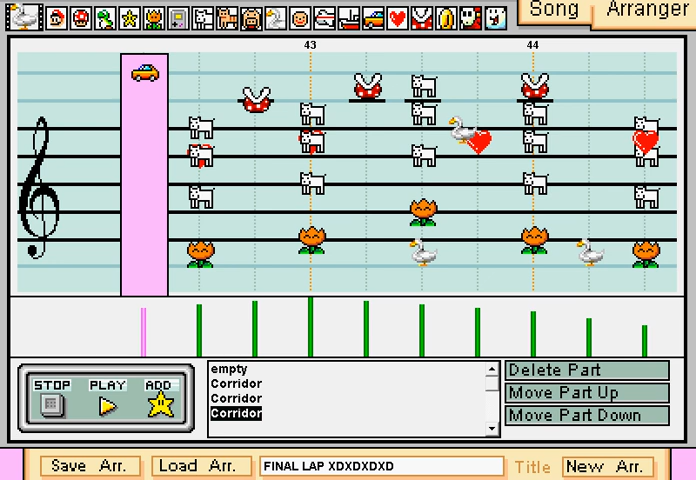 Song
Arranger
43
44
STOP PLAY ADD
empty
Corridor
Corridor
Corridor
Delete Part
Move Part Up
Move Part Down
Save Arr.
Load Arr.
FINAL LAP XDXDXDXD
Title
New Arr.